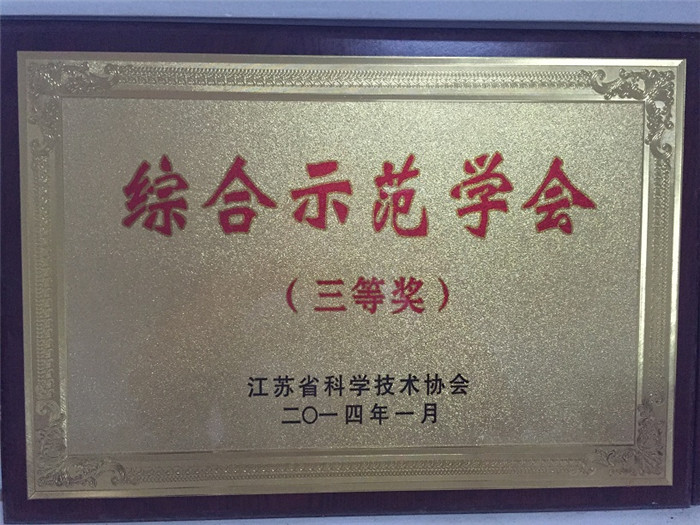 综合示范学会
（三等奖）
江苏省科学技术协会
二〇一四年一月